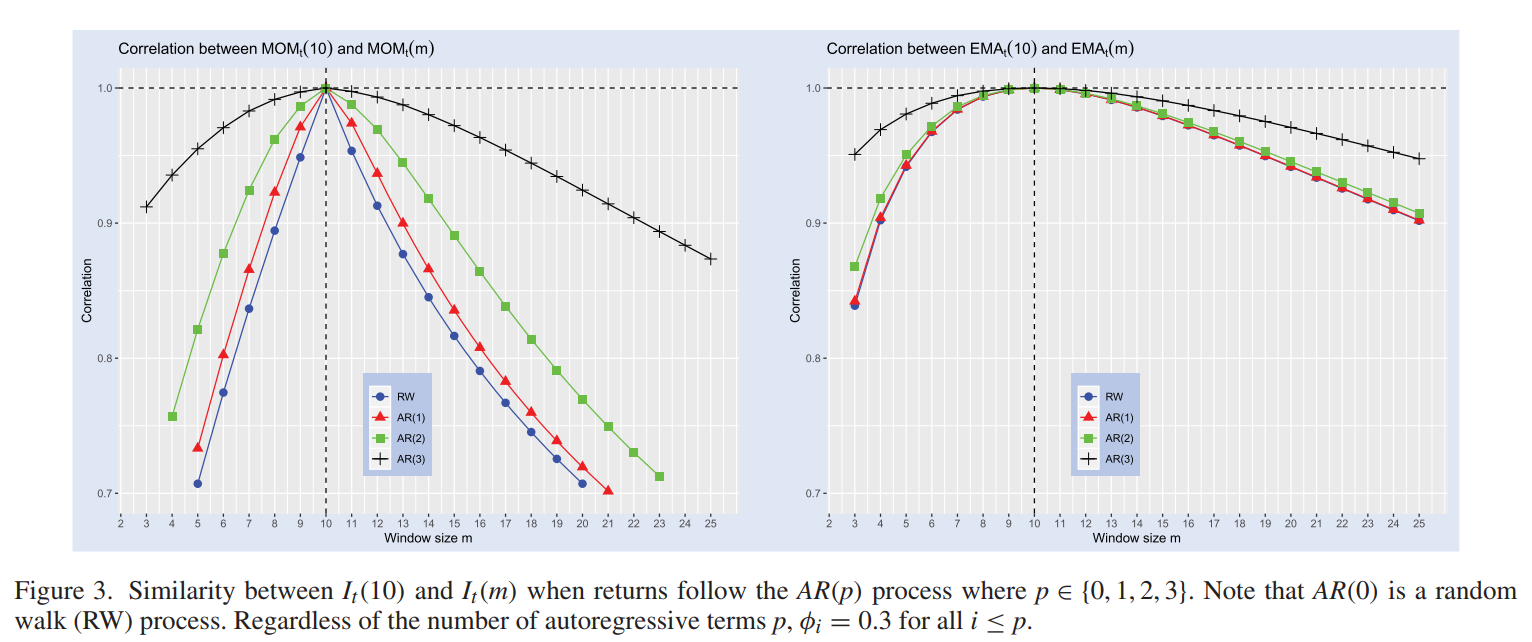 Correlation between MOMt(10) and MOMt(m)
1.0
0.9
0.8
0.7
Correlation
RW
AR(1)
AR(2)
AR(3)
2 3 4 5 6 7 8 9 10 11 12 13 14 15 16 17 18 19 20 21 22 23 24 25
Window size m
Correlation between EMAt(10) and EMAt(m)
1.0
0.9
0.8
0.7
Correlation
RW
AR(1)
AR(2)
AR(3)
2 3 4 5 6 7 8 9 10 11 12 13 14 15 16 17 18 19 20 21 22 23 24 25
Window size m
Figure 3. Similarity between It(10) and It(m) when returns follow the AR(p) process where p ∈ {0, 1, 2, 3}. Note that AR(0) is a random
walk (RW) process. Regardless of the number of autoregressive terms p, ϕi = 0.3 for all i ≤ p.